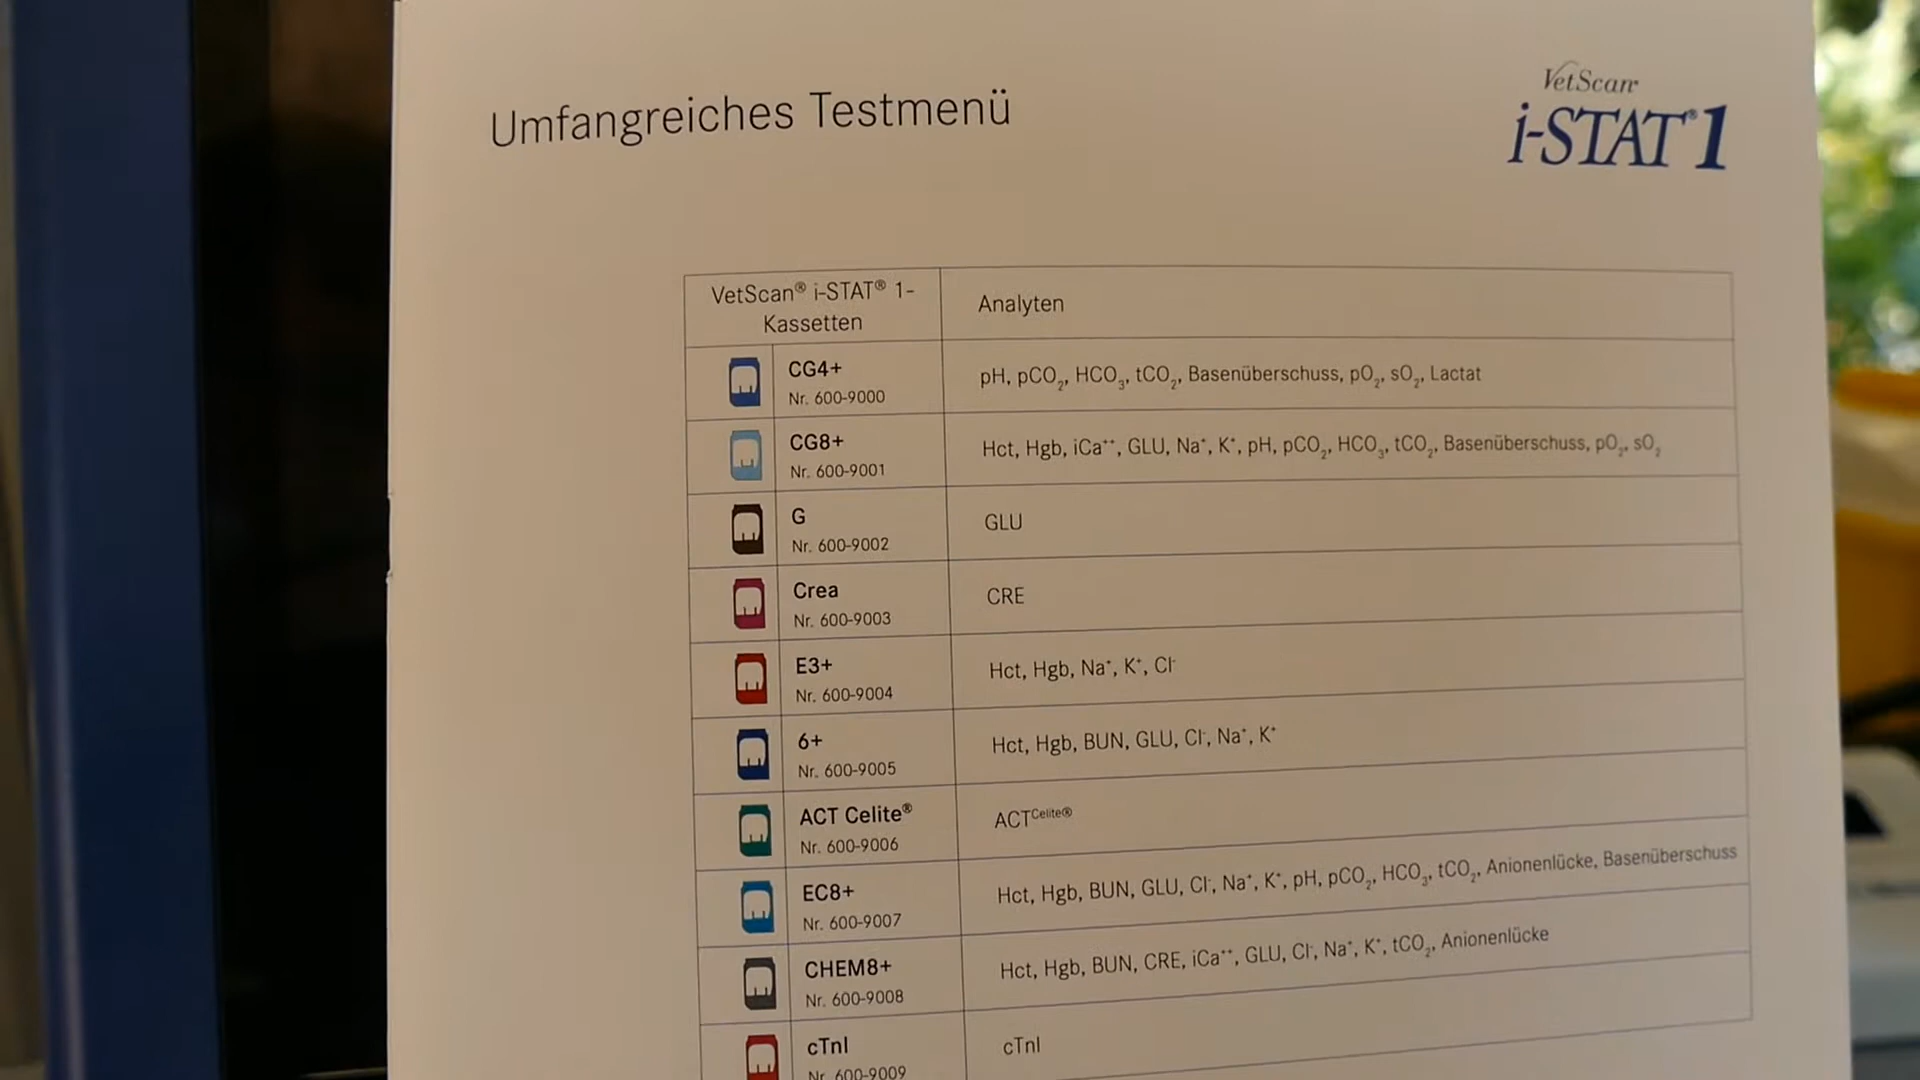 Umfangreiches Testmenü
VetScan
i-STAT®1
VetScan® i-STAT® 1-
Kassetten
Analyten
CG4+
Nr. 600-9000
pH, pCO₂, HCO₃, tCO₂, Basenüberschuss, pO₂, sO₂, Lactat
CG8+
Nr. 600-9001
Hct, Hgb, iCa⁺⁺, GLU, Na⁺, K⁺, pH, pCO₂, HCO₃, tCO₂, Basenüberschuss, pO₂, sO₂
G
Nr. 600-9002
GLU
Crea
Nr. 600-9003
CRE
E3+
Nr. 600-9004
Hct, Hgb, Na⁺, K⁺, Cl⁻
6+
Nr. 600-9005
Hct, Hgb, BUN, GLU, Cl⁻, Na⁺, K⁺
ACT Celite®
Nr. 600-9006
ACT Celite®
EC8+
Nr. 600-9007
Hct, Hgb, BUN, GLU, Cl⁻, Na⁺, K⁺, pH, pCO₂, HCO₃, tCO₂, Anionenlücke, Basenüberschuss
CHEM8+
Nr. 600-9008
Hct, Hgb, BUN, CRE, iCa⁺⁺, GLU, Cl⁻, Na⁺, K⁺, tCO₂, Anionenlücke
cTnI
Nr. 600-9009
cTnI